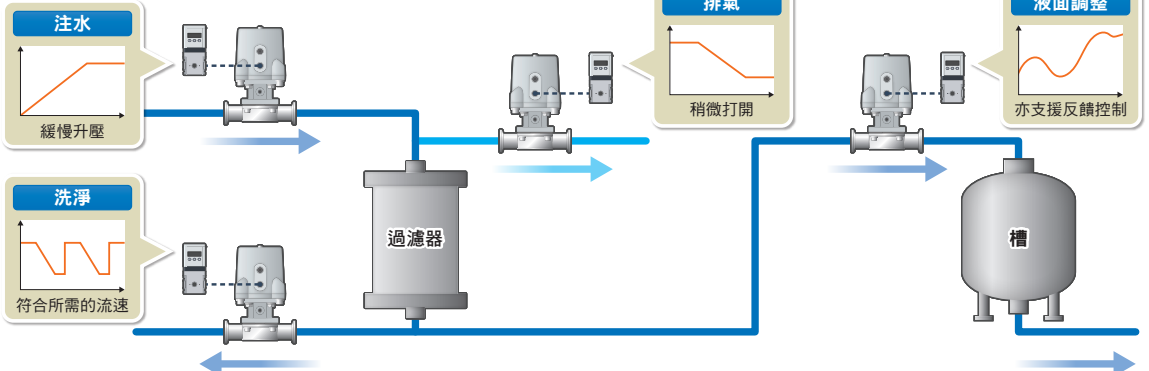 注水
緩慢升壓
排氣
稍微打開
液面調整
亦支援反饋控制
洗淨
符合所需的流速
過濾器
槽